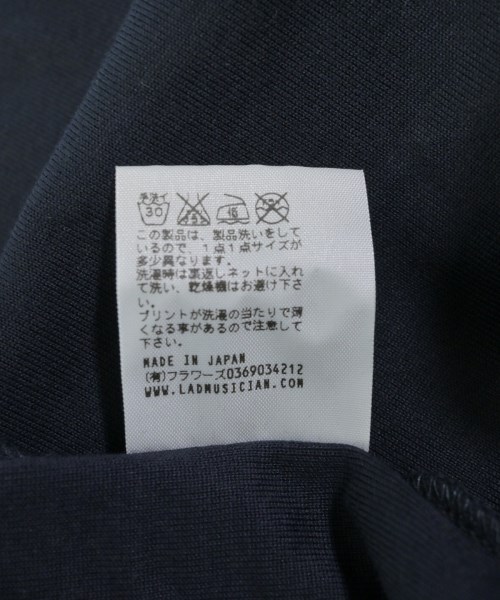 手洗イ
30
この製品は、製品洗いをして
いるので、1点1点サイズが
多少異なります。
洗濯時は裏返しネットに入れ
て洗い、乾燥機はお避け下さ
い。
プリントが洗濯の当たりで薄
くなる事があるので注意して
下さい。
MADE IN JAPAN
(有)フラワーズ0369034212
WWW.LADMUSICIAN.COM